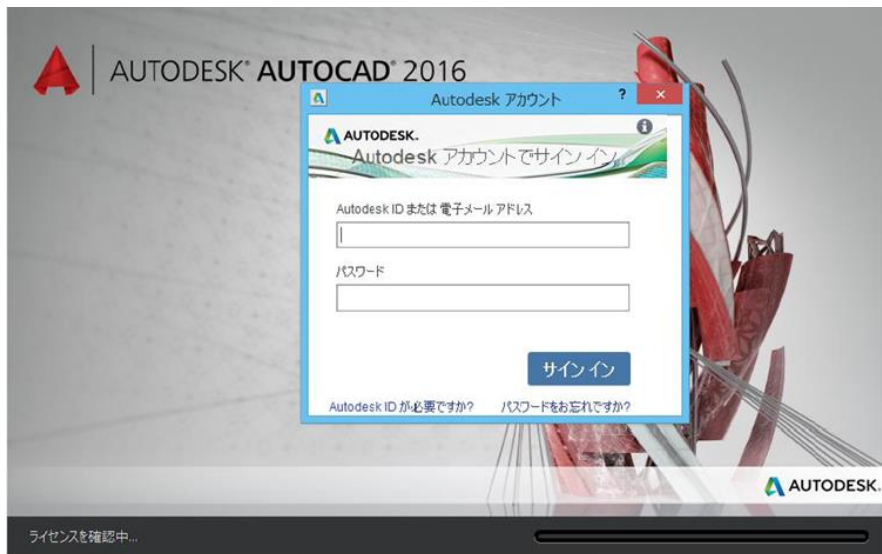 AUTODESK® AUTOCAD® 2016
Autodesk アカウント ?
AUTODESK.
Autodesk アカウントでサイン イン
Autodesk ID または 電子メール アドレス
パスワード
サイン イン
Autodesk ID が必要ですか? パスワードをお忘れですか?
AUTODESK.
ライセンスを確認中...